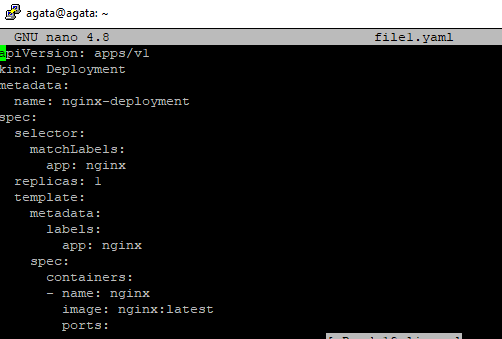 agata@agata: ~
GNU nano 4.8 file1.yaml
apiVersion: apps/v1
kind: Deployment
metadata:
  name: nginx-deployment
spec:
  selector:
    matchLabels:
      app: nginx
  replicas: 1
  template:
    metadata:
      labels:
        app: nginx
    spec:
      containers:
      - name: nginx
        image: nginx:latest
        ports: